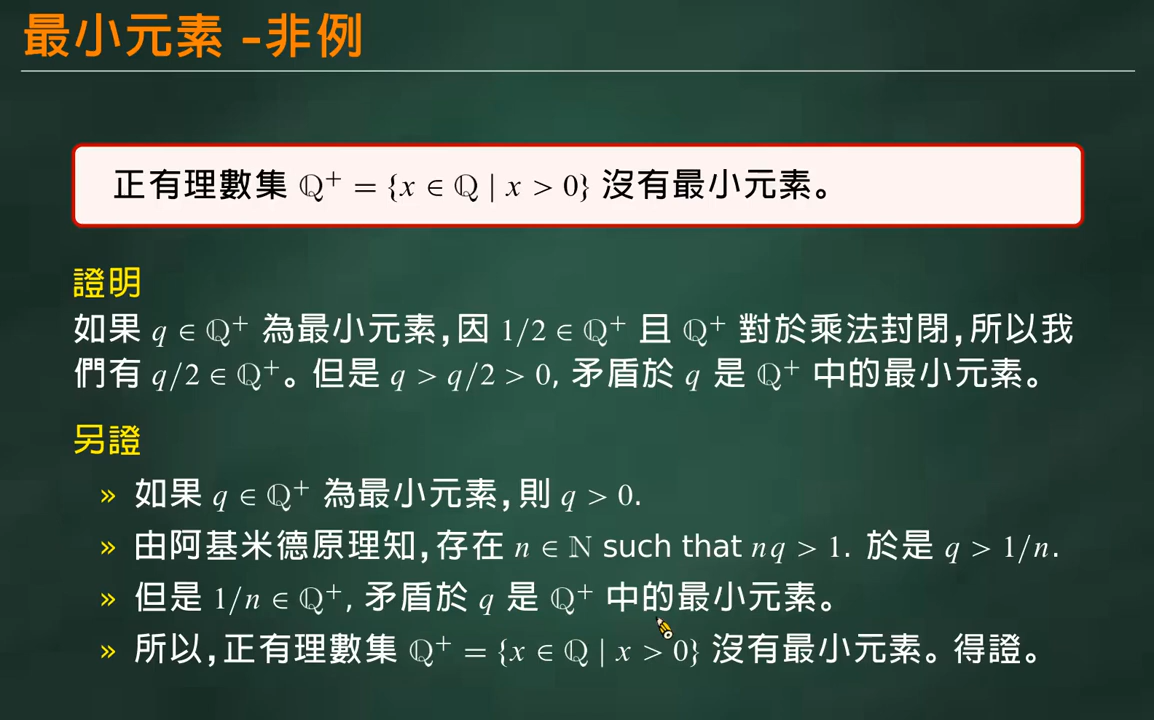 最小元素 -非例
正有理數集 ℚ⁺ = {x ∈ ℚ | x > 0} 沒有最小元素。
證明
如果 q ∈ ℚ⁺ 為最小元素,因 1/2 ∈ ℚ⁺ 且 ℚ⁺ 對於乘法封閉,所以我
們有 q/2 ∈ ℚ⁺。但是 q > q/2 > 0, 矛盾於 q 是 ℚ⁺ 中的最小元素。
另證
» 如果 q ∈ ℚ⁺ 為最小元素,則 q > 0.
» 由阿基米德原理知,存在 n ∈ ℕ such that nq > 1. 於是 q > 1/n.
» 但是 1/n ∈ ℚ⁺, 矛盾於 q 是 ℚ⁺ 中的最小元素。
» 所以,正有理數集 ℚ⁺ = {x ∈ ℚ | x > 0} 沒有最小元素。得證。